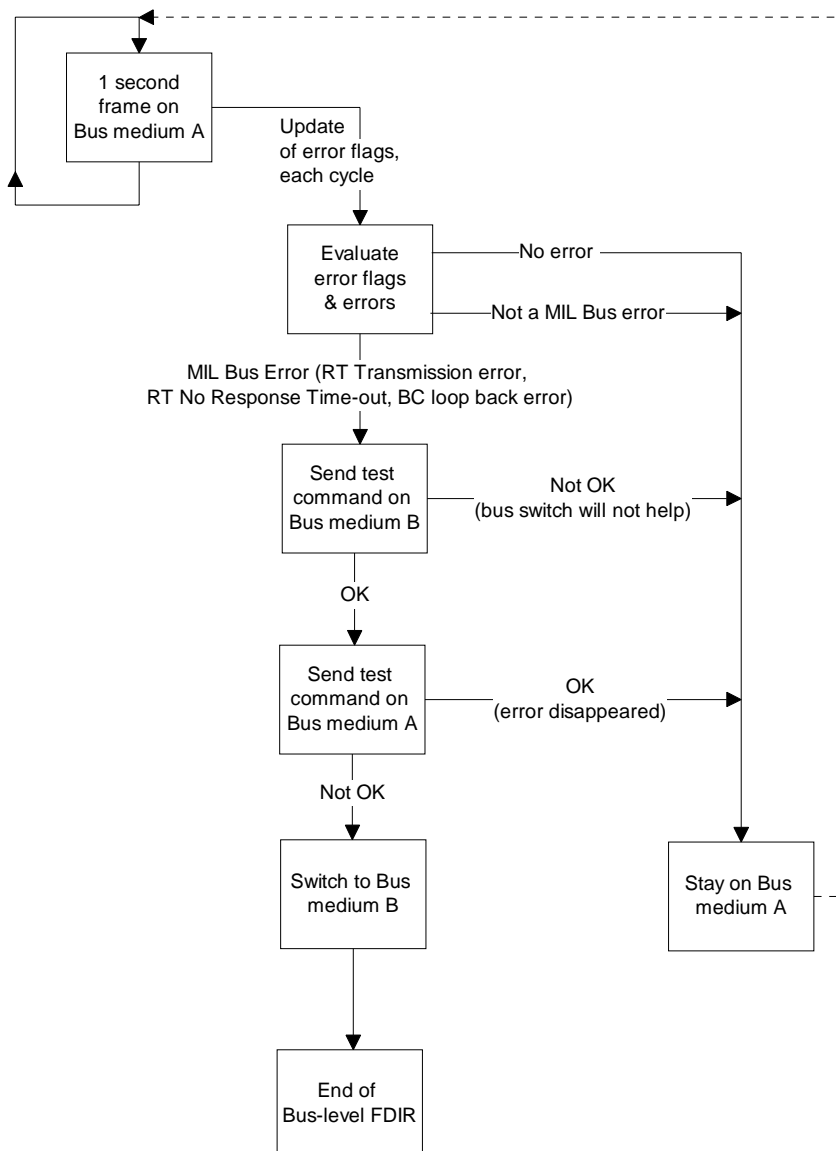 1 second
frame on
Bus medium A
Update
of error flags,
each cycle
Evaluate
error flags
& errors
No error
Not a MIL Bus error
MIL Bus Error (RT Transmission error,
RT No Response Time-out, BC loop back error)
Send test
command on
Bus medium B
Not OK
(bus switch will not help)
OK
Send test
command on
Bus medium A
OK
(error disappeared)
Not OK
Switch to Bus
medium B
Stay on Bus
medium A
End of
Bus-level FDIR